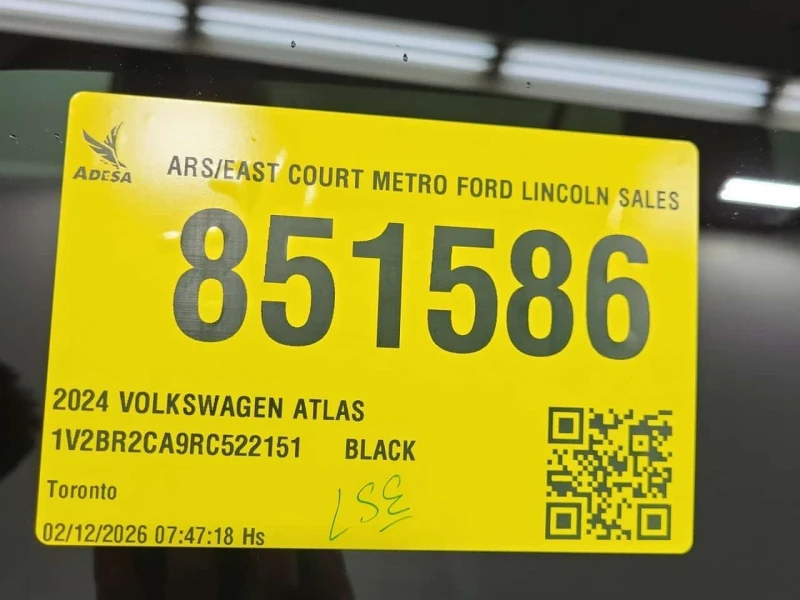 ADESA
ARS/EAST COURT METRO FORD LINCOLN SALES
851586
2024 VOLKSWAGEN ATLAS
1V2BR2CA9RC522151 BLACK
Toronto
02/12/2026 07:47:18 Hs